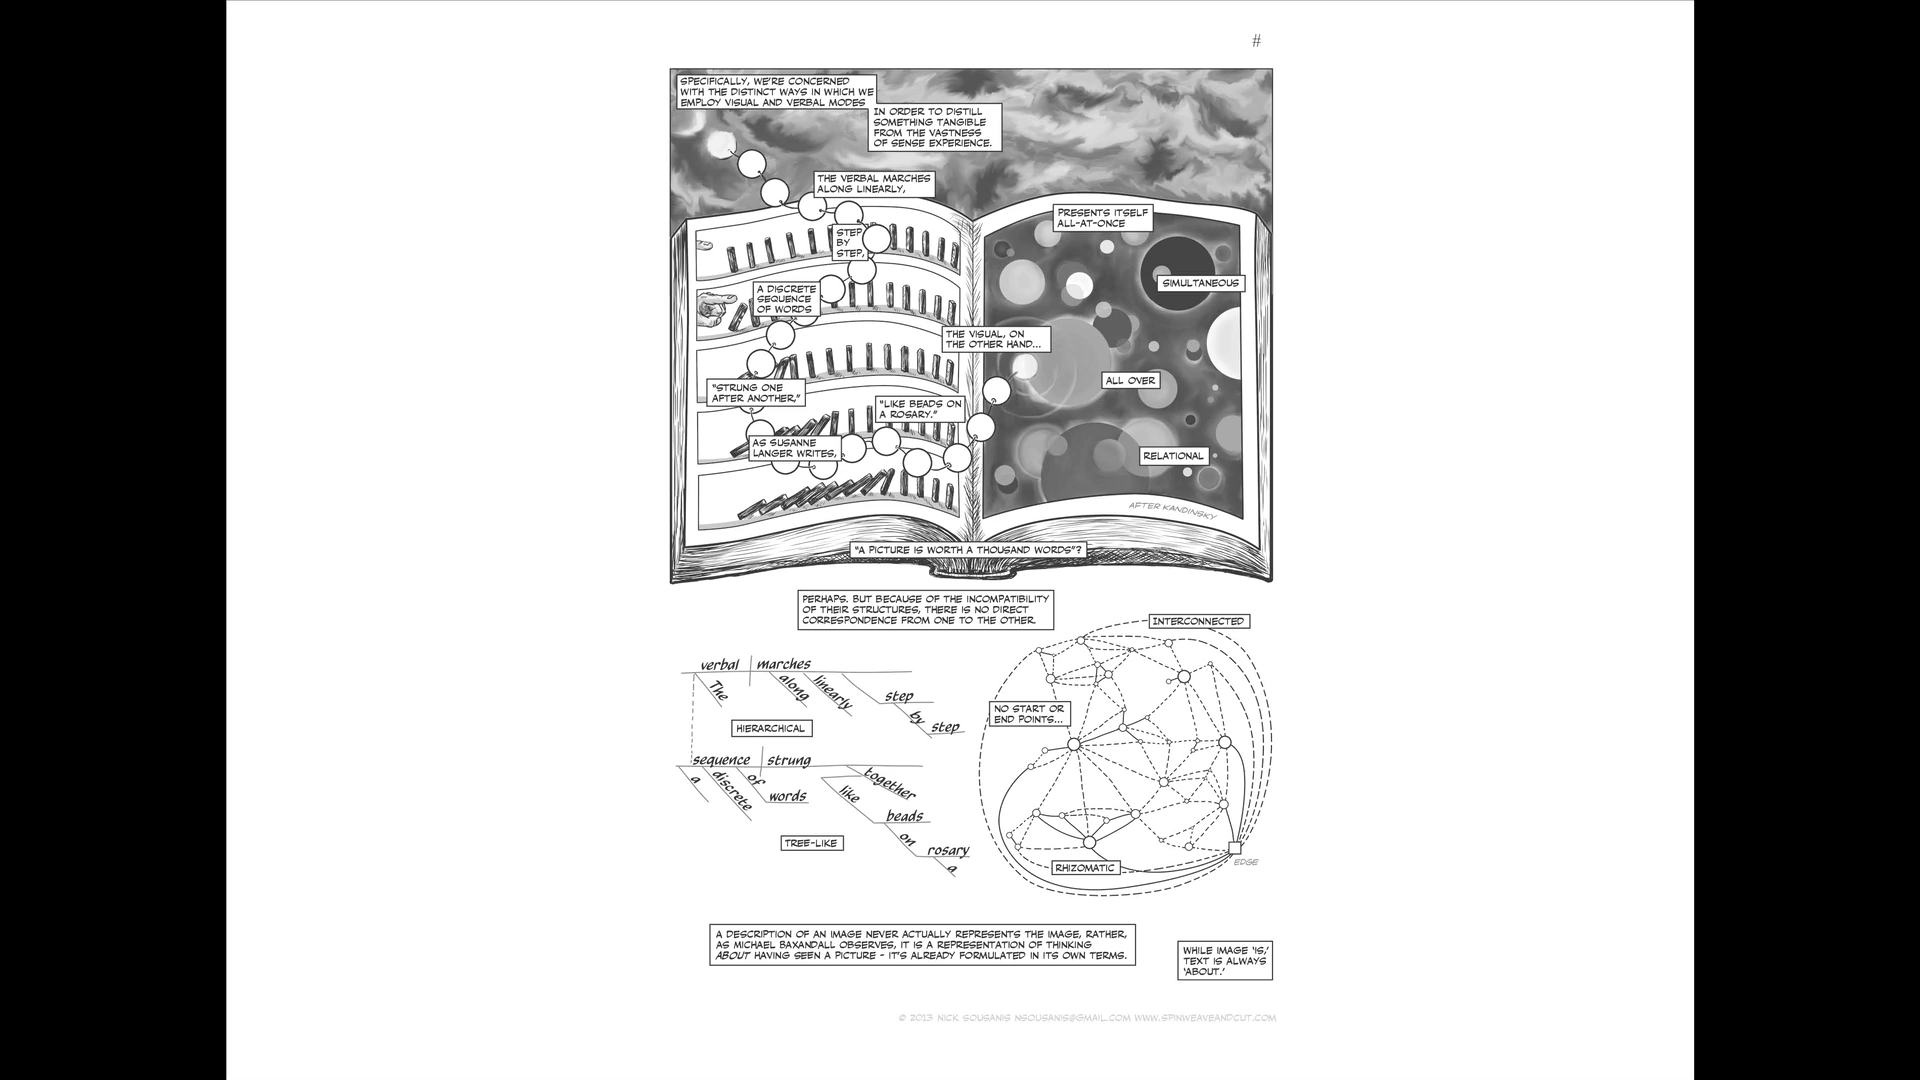 #
SPECIFICALLY, WE'RE CONCERNED
WITH THE DISTINCT WAYS IN WHICH WE
EMPLOY VISUAL AND VERBAL MODES
IN ORDER TO DISTILL
SOMETHING TANGIBLE
FROM THE VASTNESS
OF SENSE EXPERIENCE.
THE VERBAL MARCHES
ALONG LINEARLY,
STEP
BY
STEP,
A DISCRETE
SEQUENCE
OF WORDS
"STRUNG ONE
AFTER ANOTHER,"
AS SUSANNE
LANGER WRITES,
"LIKE BEADS ON
A ROSARY."
THE VISUAL, ON
THE OTHER HAND...
PRESENTS ITSELF
ALL-AT-ONCE
SIMULTANEOUS
ALL OVER
RELATIONAL
AFTER KANDINSKY
"A PICTURE IS WORTH A THOUSAND WORDS"?
PERHAPS. BUT BECAUSE OF THE INCOMPATIBILITY
OF THEIR STRUCTURES, THERE IS NO DIRECT
CORRESPONDENCE FROM ONE TO THE OTHER.
verbal marches
The along linearly
step
by
step
HIERARCHICAL
sequence strung
a discrete of
words
together
like
beads
on
rosary
a
TREE-LIKE
INTERCONNECTED
NO START OR
END POINTS...
RHIZOMATIC
EDGE
A DESCRIPTION OF AN IMAGE NEVER ACTUALLY REPRESENTS THE IMAGE, RATHER,
AS MICHAEL BAXANDALL OBSERVES, IT IS A REPRESENTATION OF THINKING
ABOUT HAVING SEEN A PICTURE - IT'S ALREADY FORMULATED IN ITS OWN TERMS.
WHILE IMAGE 'IS,'
TEXT IS ALWAYS
'ABOUT.'
© 2013 NICK SOUSANIS NSOUSANIS@GMAIL.COM WWW.SPINWEAVEANDCUT.COM